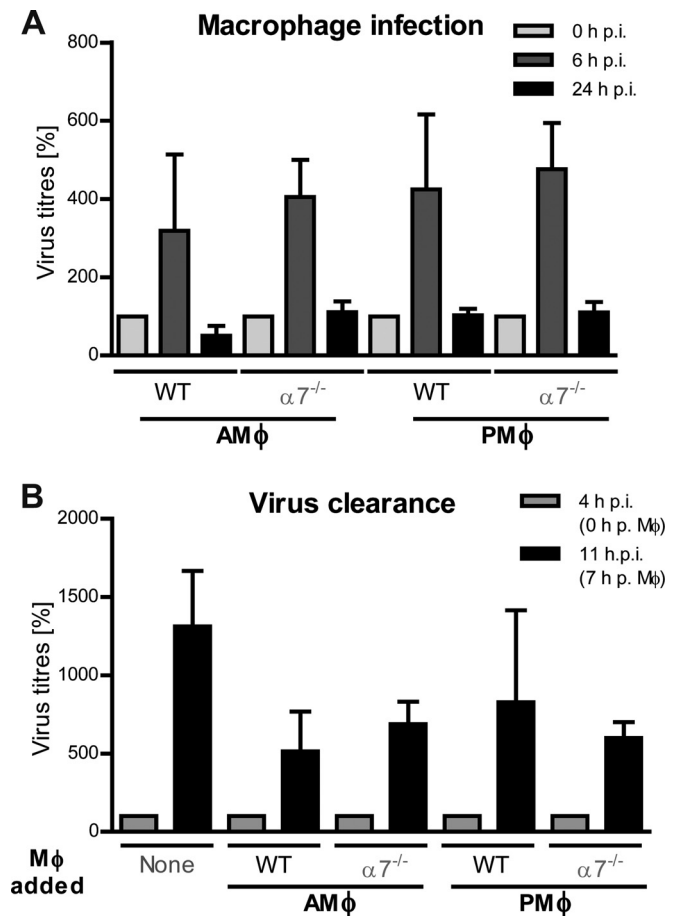 A
Macrophage infection
0 h p.i.
6 h p.i.
24 h p.i.
Virus titres [%]
800
600
400
200
0
WT
α7-/-
WT
α7-/-
AMϕ
PMϕ
B
Virus clearance
4 h p.i.
(0 h p. Mϕ)
11 h.p.i.
(7 h p. Mϕ)
Virus titres [%]
2000
1500
1000
500
0
Mϕ
added
None
WT
α7-/-
WT
α7-/-
AMϕ
PMϕ